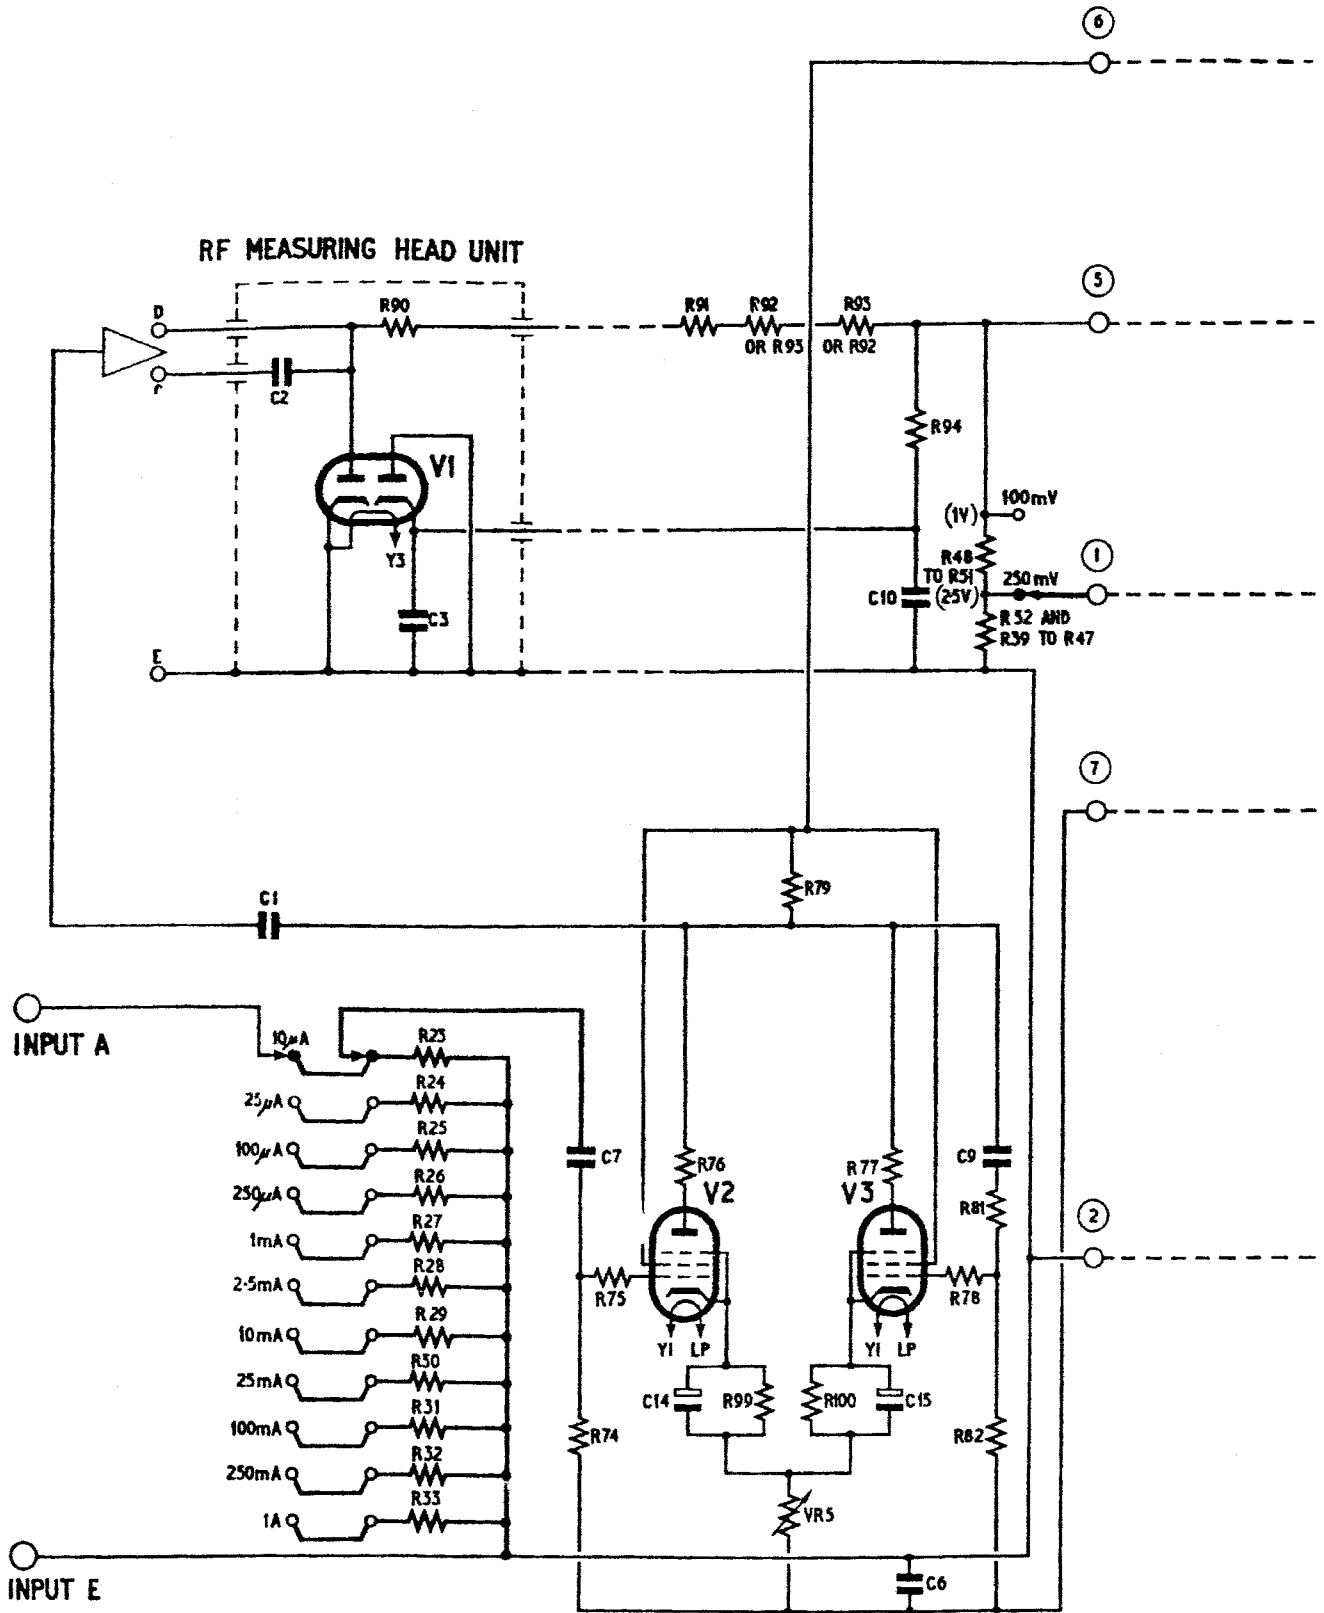 6
RF MEASURING HEAD UNIT
5
D
R90
R91
R92
R93
OR R93
OR R92
C2
R94
V1
(1V)
100mV
Y3
R48
TO R51
1
250mV
C10
(25V)
C3
R52 AND
R39 TO R47
E
7
R79
C1
INPUT A
10μA
R23
R24
25μA
R25
100μA
C7
R76
R77
C9
R26
V2
V3
250μA
R81
R27
2
1mA
R28
2·5mA
R75
R78
R29
10mA
Y1
LP
Y1
LP
R30
25mA
C14
R99
R100
C15
R31
100mA
R74
R82
R32
250mA
R33
VR5
1A
INPUT E
C6